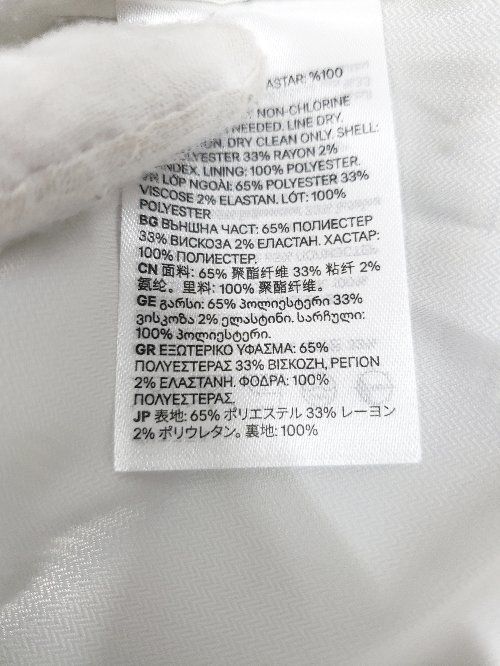 ASTAR: %100
NON-CHLORINE
NEEDED. LINE DRY.
DRY CLEAN ONLY. SHELL:
LYESTER 33% RAYON 2%
NDEX. LINING: 100% POLYESTER.
LÓP NGOÀI: 65% POLYESTER 33%
VISCOSE 2% ELASTAN. LÓT: 100%
POLYESTER
BG ВЪНШНА ЧАСТ: 65% ПОЛИЕСТЕР
33% ВИСКОЗА 2% ЕЛАСТАН. ХАСТАР:
100% ПОЛИЕСТЕР.
CN 面料: 65% 聚酯纤维 33% 粘纤 2%
氨纶。里料: 100% 聚酯纤维。
GE გარსი: 65% პოლიესტერი 33%
ვისკოზა 2% ელასტინი. სარჩული:
100% პოლიესტერი.
GR ΕΞΩΤΕΡΙΚΟ ΥΦΑΣΜΑ: 65%
ΠΟΛΥΕΣΤΕΡΑΣ 33% ΒΙΣΚΟΖΗ, ΡΕΓΙΟΝ
2% ΕΛΑΣΤΑΝΗ. ΦΟΔΡΑ: 100%
ΠΟΛΥΕΣΤΕΡΑΣ.
JP 表地: 65% ポリエステル 33% レーヨン
2% ポリウレタン。裏地: 100%